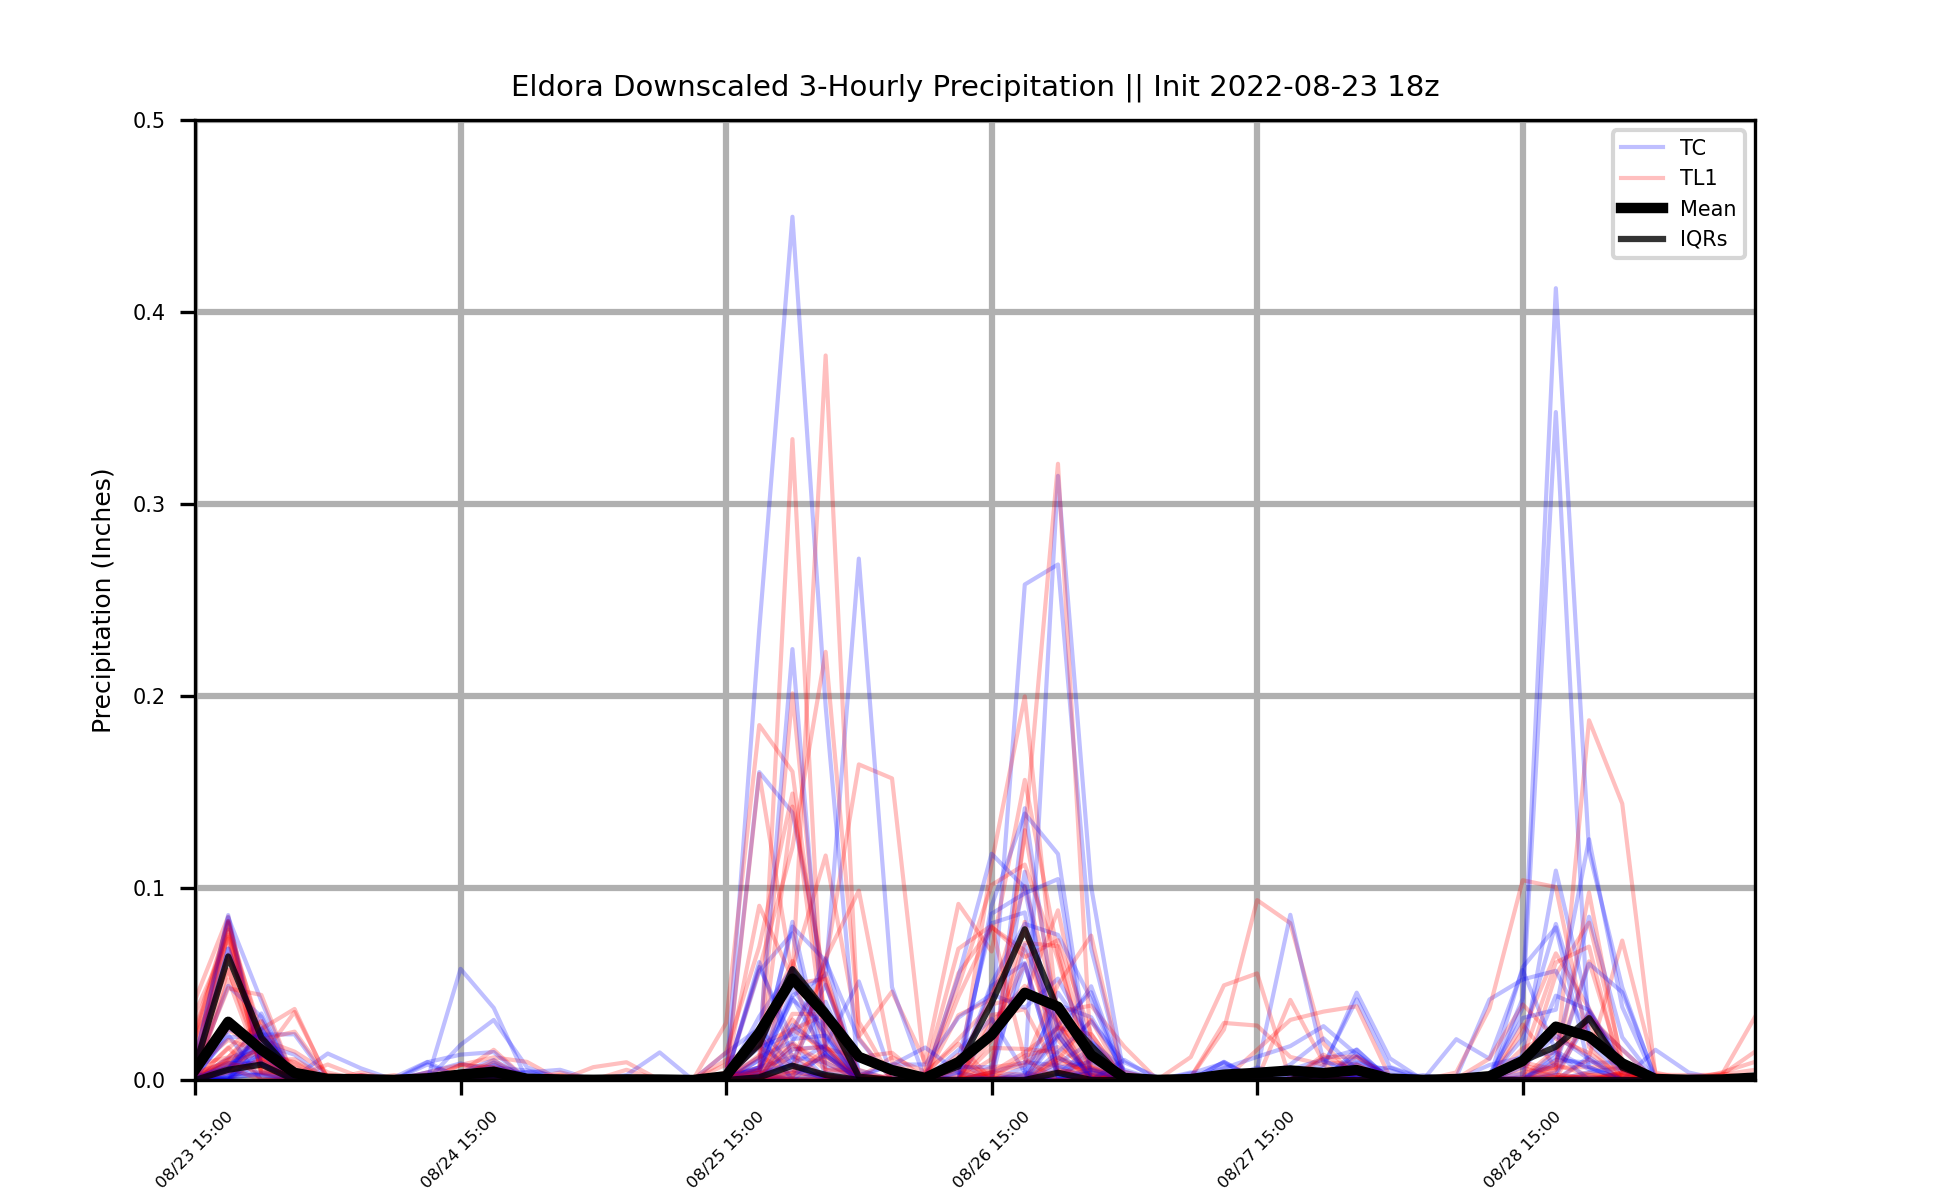 Eldora Downscaled 3-Hourly Precipitation || Init 2022-08-23 18z
Precipitation (Inches)
0.5
0.4
0.3
0.2
0.1
0.0
TC
TL1
Mean
IQRs
08/23 15:00
08/24 15:00
08/25 15:00
08/26 15:00
08/27 15:00
08/28 15:00